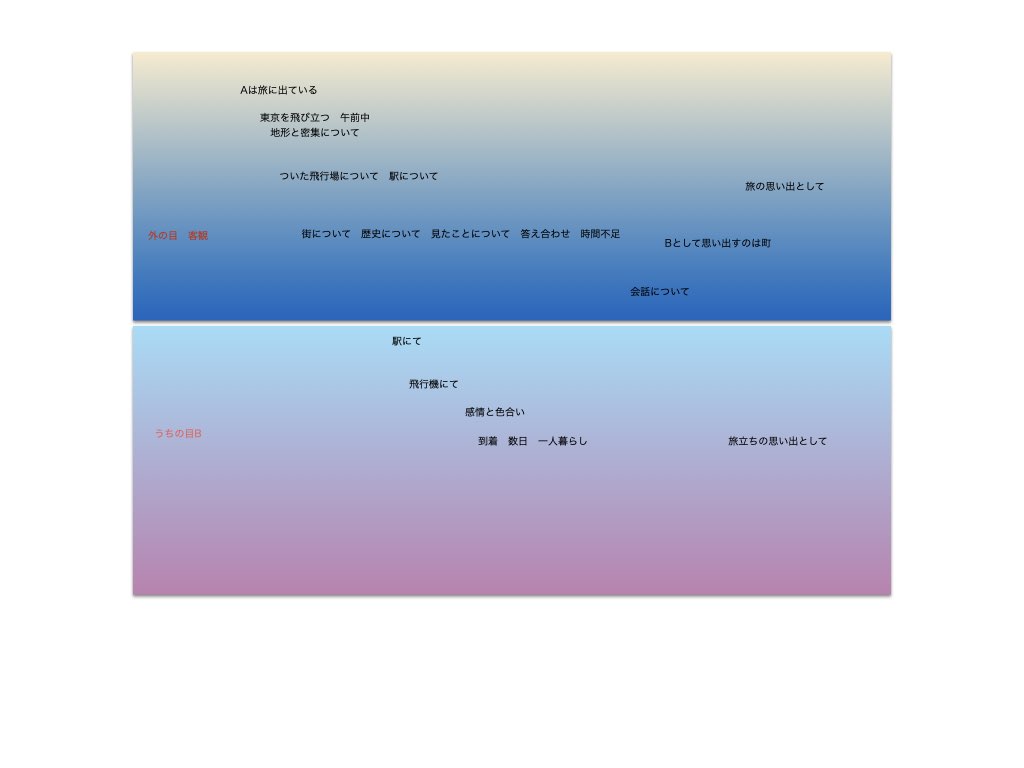 Aは旅に出ている
東京を飛び立つ　午前中
地形と密集について
ついた飛行場について　駅について
旅の思い出として
外の目　客観
街について　歴史について　見たことについて　答え合わせ　時間不足
Bとして思い出すのは町
会話について
駅にて
飛行機にて
感情と色合い
うちの目B
到着　数日　一人暮らし
旅立ちの思い出として